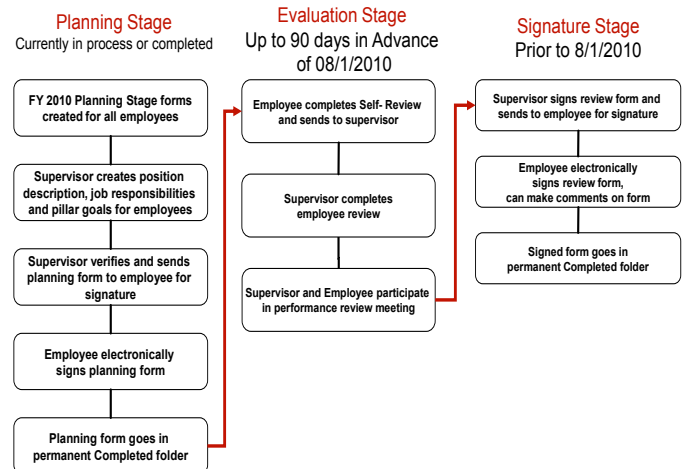 Planning Stage
Currently in process or completed
FY 2010 Planning Stage forms
created for all employees
Supervisor creates position
description, job responsibilities
and pillar goals for employees
Supervisor verifies and sends
planning form to employee for
signature
Employee electronically
signs planning form
Planning form goes in
permanent Completed folder
Evaluation Stage
Up to 90 days in Advance
of 08/1/2010
Employee completes Self- Review
and sends to supervisor
Supervisor completes
employee review
Supervisor and Employee participate
in performance review meeting
Signature Stage
Prior to 8/1/2010
Supervisor signs review form and
sends to employee for signature
Employee electronically
signs review form,
can make comments on form
Signed form goes in
permanent Completed folder